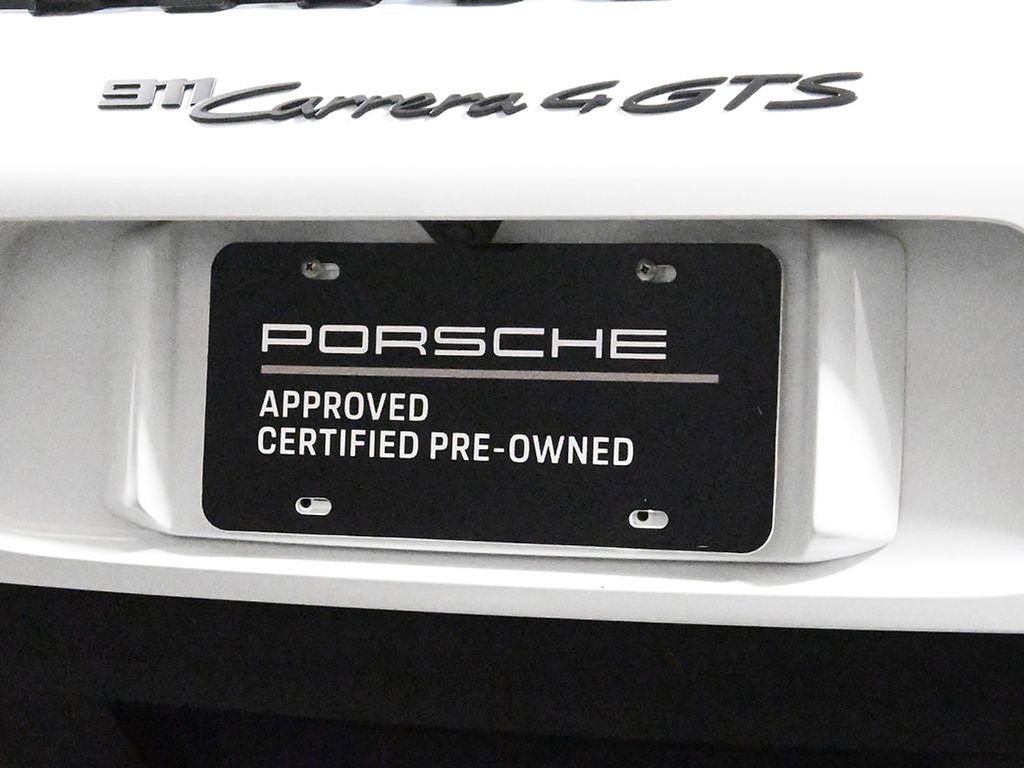 911 Carrera 4 GTS
PORSCHE
APPROVED
CERTIFIED PRE-OWNED